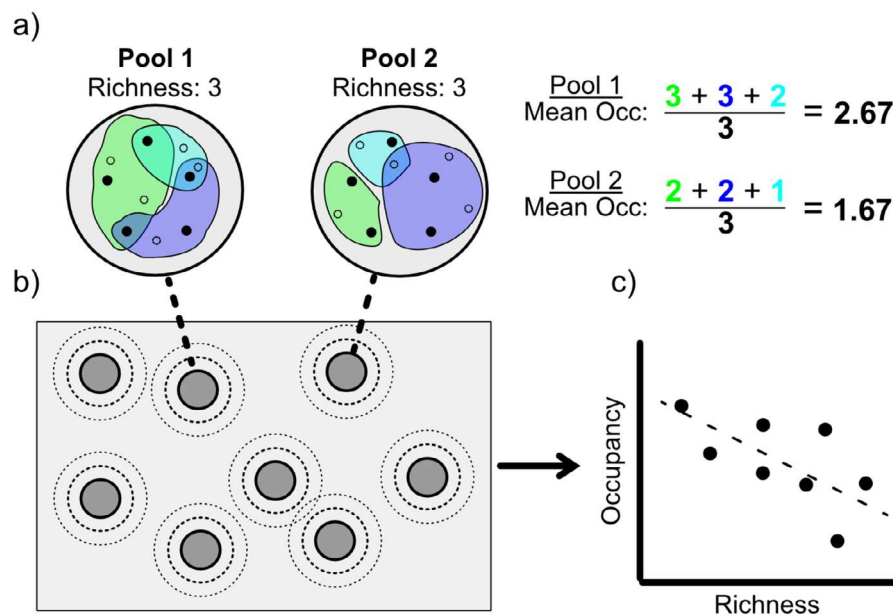 a)
Pool 1
Richness: 3
Pool 2
Richness: 3
Pool 1
Mean Occ:
3 + 3 + 2
3
= 2.67
Pool 2
Mean Occ:
2 + 2 + 1
3
= 1.67
b)
c)
Occupancy
Richness